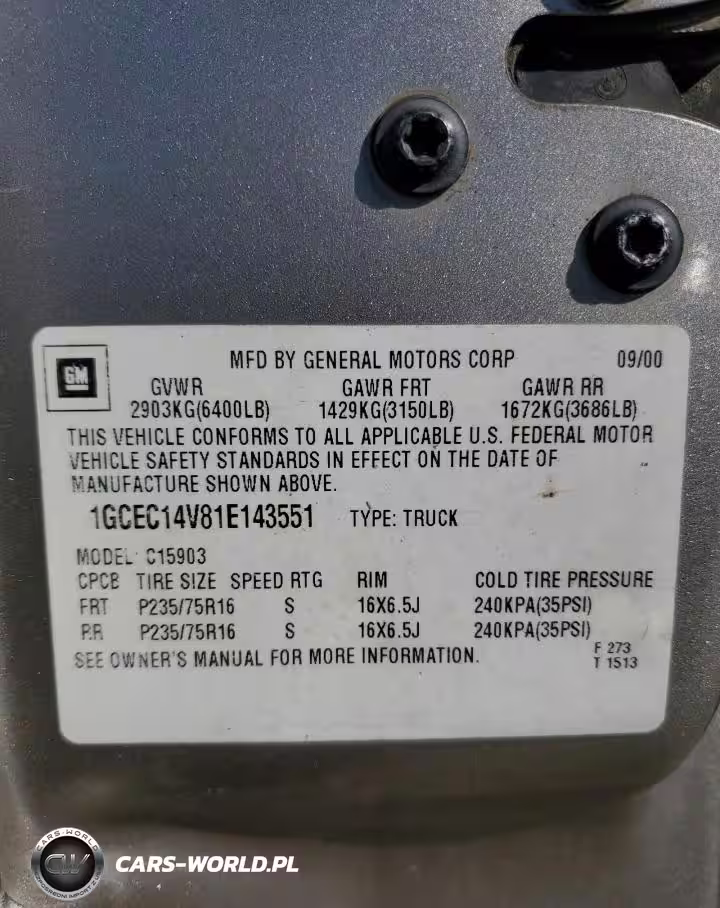 GM
MFD BY GENERAL MOTORS CORP 09/00
GVWR GAWR FRT GAWR RR
2903KG(6400LB) 1429KG(3150LB) 1672KG(3686LB)
THIS VEHICLE CONFORMS TO ALL APPLICABLE U.S. FEDERAL MOTOR
VEHICLE SAFETY STANDARDS IN EFFECT ON THE DATE OF
MANUFACTURE SHOWN ABOVE.
1GCEC14V81E143551 TYPE: TRUCK
MODEL: C15903
CPCB TIRE SIZE SPEED RTG RIM COLD TIRE PRESSURE
FRT P235/75R16 S 16X6.5J 240KPA(35PSI)
RR P235/75R16 S 16X6.5J 240KPA(35PSI)
SEE OWNER'S MANUAL FOR MORE INFORMATION.
F 273
T 1513
CARS-WORLD
CW
CARS-WORLD.PL